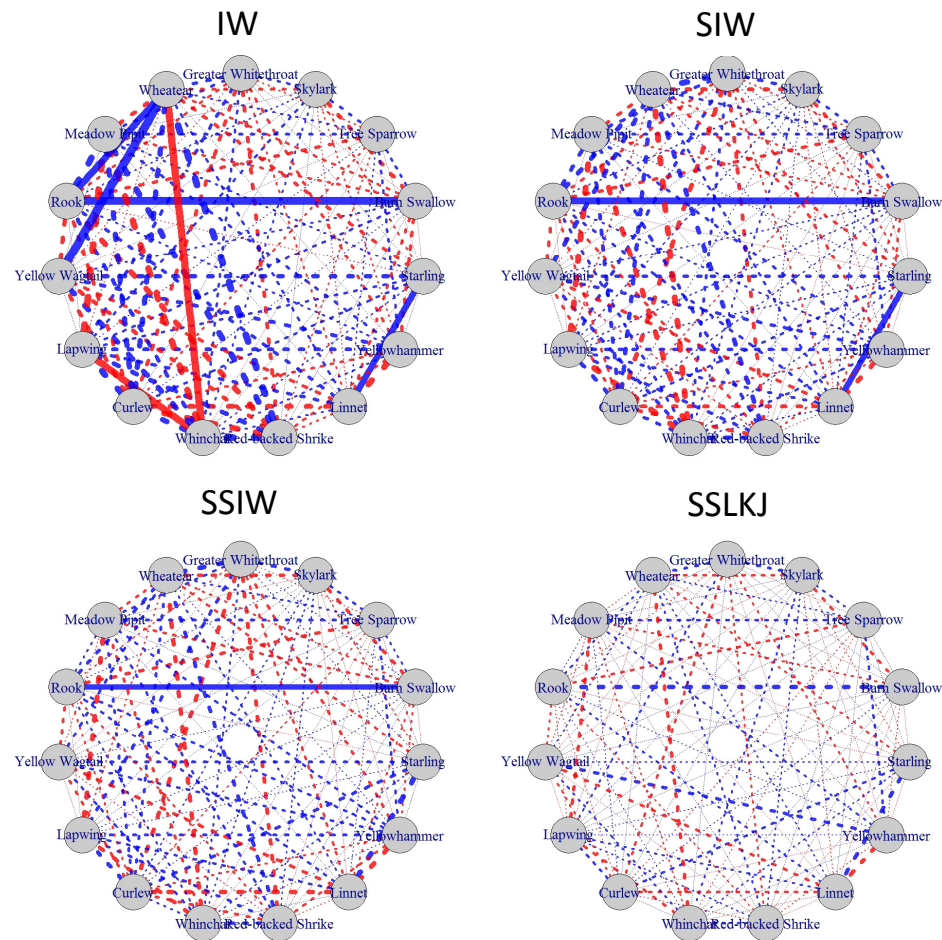 IW
Greater Whitethroat
Wheatear
Skylark
Meadow Pipit
Tree Sparrow
Rook
Barn Swallow
Yellow Wagtail
Starling
Lapwing
Yellowhammer
Curlew
Linnet
Whinchat
Red-backed Shrike
SIW
Greater Whitethroat
Wheatear
Skylark
Meadow Pipit
Tree Sparrow
Rook
Barn Swallow
Yellow Wagtail
Starling
Lapwing
Yellowhammer
Curlew
Linnet
Whinchat
Red-backed Shrike
SSIW
Greater Whitethroat
Wheatear
Skylark
Meadow Pipit
Tree Sparrow
Rook
Barn Swallow
Yellow Wagtail
Starling
Lapwing
Yellowhammer
Curlew
Linnet
Whinchat
Red-backed Shrike
SSLKJ
Greater Whitethroat
Wheatear
Skylark
Meadow Pipit
Tree Sparrow
Rook
Barn Swallow
Yellow Wagtail
Starling
Lapwing
Yellowhammer
Curlew
Linnet
Whinchat
Red-backed Shrike